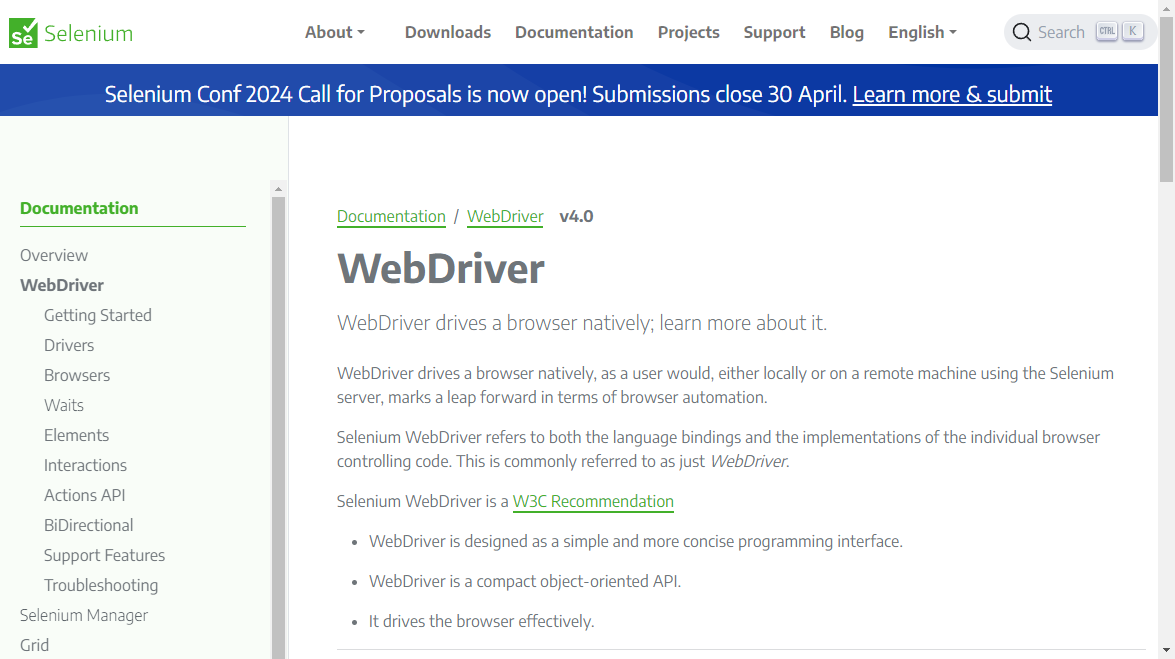 Se Selenium
About Downloads Documentation Projects Support Blog English Search CTRL K
Selenium Conf 2024 Call for Proposals is now open! Submissions close 30 April. Learn more & submit
Documentation
Overview
WebDriver
Getting Started
Drivers
Browsers
Waits
Elements
Interactions
Actions API
BiDirectional
Support Features
Troubleshooting
Selenium Manager
Grid
Documentation / WebDriver v4.0
WebDriver
WebDriver drives a browser natively; learn more about it.
WebDriver drives a browser natively, as a user would, either locally or on a remote machine using the Selenium
server, marks a leap forward in terms of browser automation.
Selenium WebDriver refers to both the language bindings and the implementations of the individual browser
controlling code. This is commonly referred to as just WebDriver.
Selenium WebDriver is a W3C Recommendation
• WebDriver is designed as a simple and more concise programming interface.
• WebDriver is a compact object-oriented API.
• It drives the browser effectively.